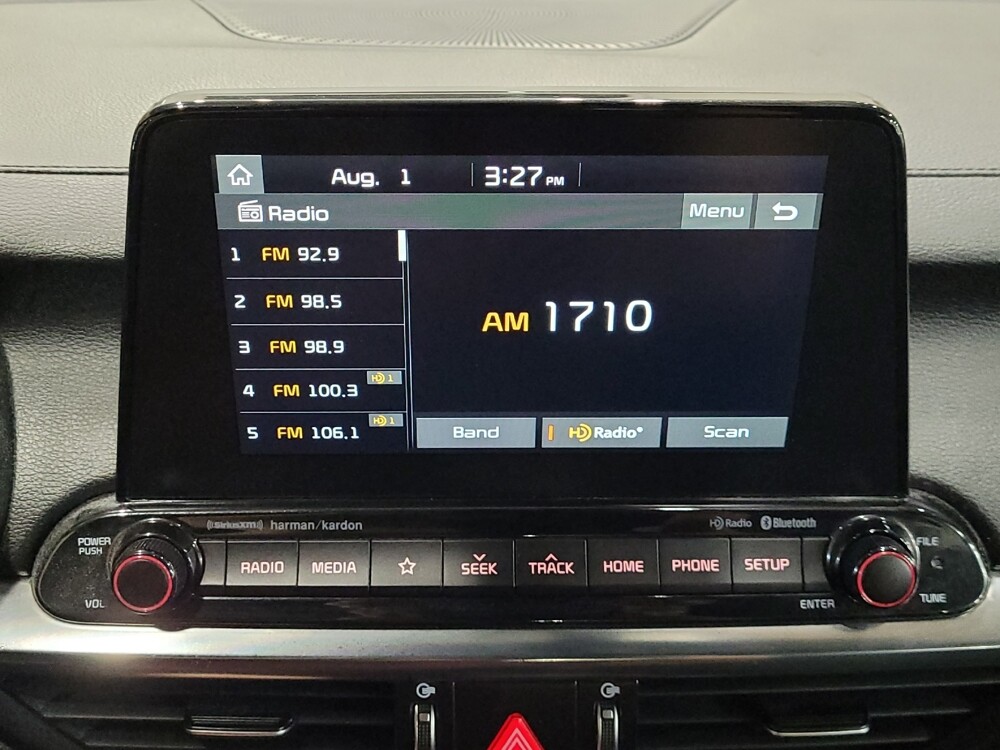 Aug. 1 3:27 PM
Radio Menu
1 FM 92.9
2 FM 98.5
3 FM 98.9
4 FM 100.3 HD 1
5 FM 106.1 HD 1
AM 1710
Band HD Radio® Scan
((SiriusXM)) harman/kardon HD Radio Bluetooth
POWER PUSH
VOL
RADIO MEDIA SEEK TRACK HOME PHONE SETUP
FILE
TUNE
ENTER